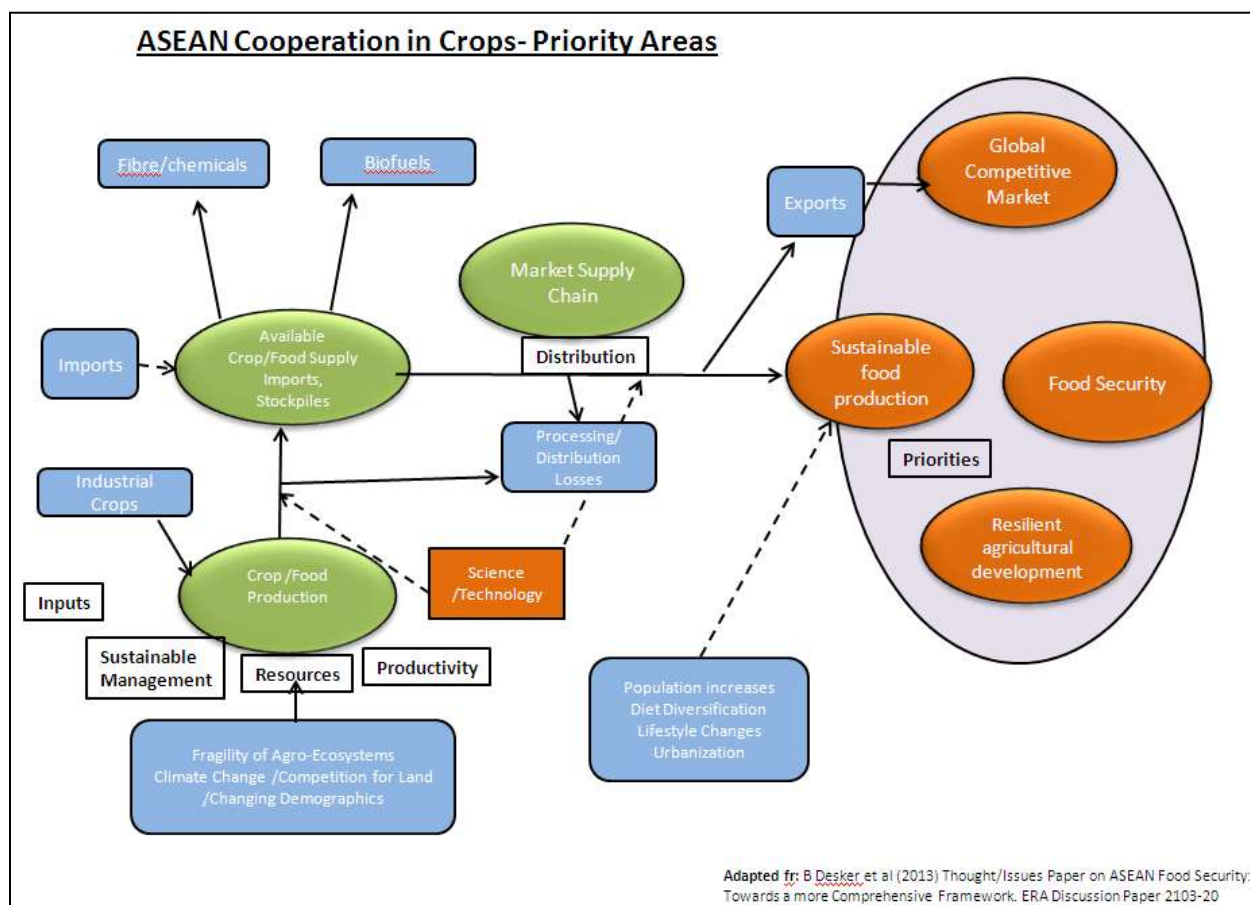 ASEAN Cooperation in Crops- Priority Areas
Fibre/chemicals
Biofuels
Global
Competitive
Market
Exports
Market Supply
Chain
Available
Crop/Food Supply
Imports,
Stockpiles
Imports
Distribution
Sustainable
food
production
Food Security
Processing/
Distribution
Losses
Priorities
Industrial
Crops
Resilient
agricultural
development
Crop /Food
Production
Science
/Technology
Inputs
Sustainable
Management
Resources
Productivity
Population increases
Diet Diversification
Lifestyle Changes
Urbanization
Fragility of Agro-Ecosystems
Climate Change /Competition for Land
/Changing Demographics
Adapted fr: B Desker et al (2013) Thought/Issues Paper on ASEAN Food Security:
Towards a more Comprehensive Framework. ERA Discussion Paper 2103-20